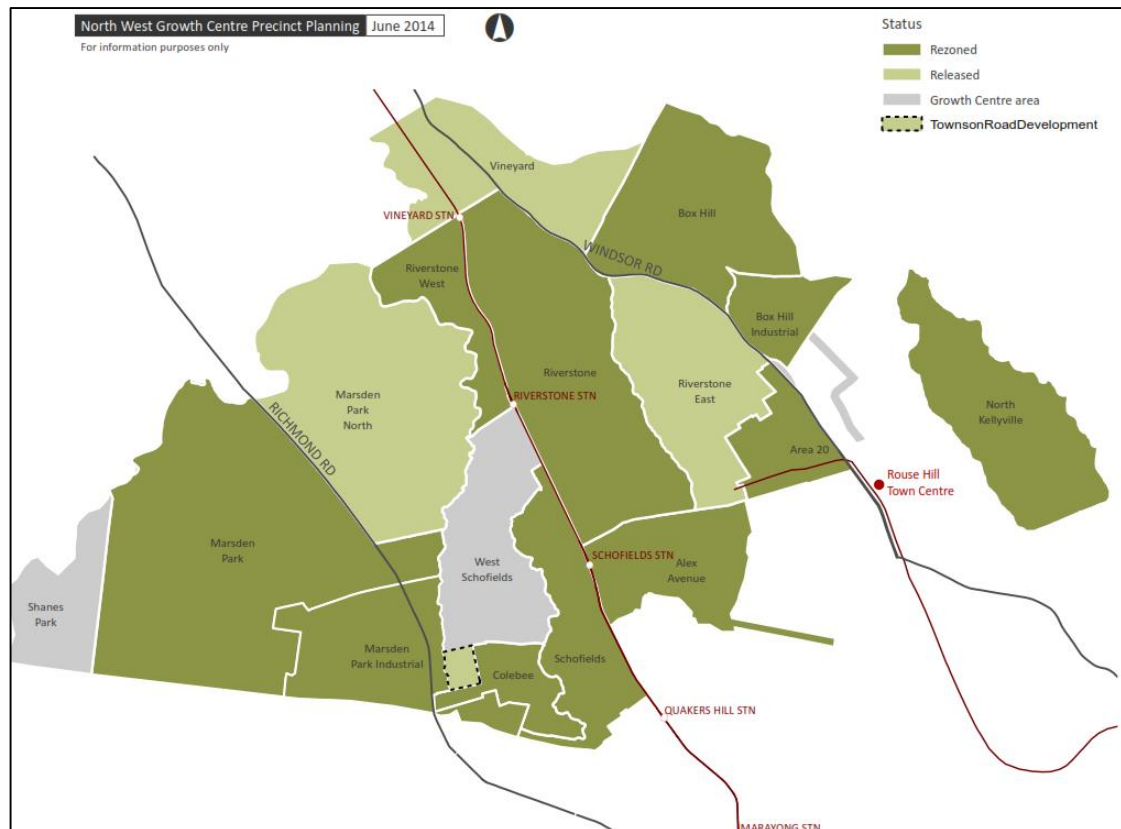 North West Growth Centre Precinct Planning June 2014
For information purposes only
Status
Rezoned
Released
Growth Centre area
TownsonRoadDevelopment
Vineyard
VINEYARD STN
Box Hill
WINDSOR RD
Riverstone
West
Box Hill
Industrial
Marsden
Park
North
Riverstone
RIVERSTONE STN
Riverstone
East
North
Kellyville
RICHMOND RD
Area 20
Rouse Hill
Town Centre
Marsden
Park
West
Schofields
SCHOFIELDS STN
Alex
Avenue
Shanes
Park
Marsden
Park Industrial
Colebee
Schofields
QUAKERS HILL STN
MARAYONG STN